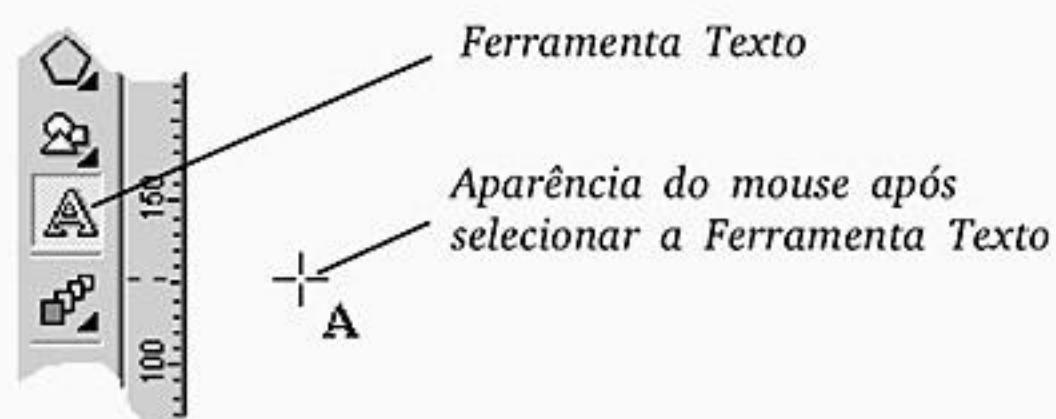 Ferramenta Texto
A
150
Aparência do mouse após
selecionar a Ferramenta Texto
A
100